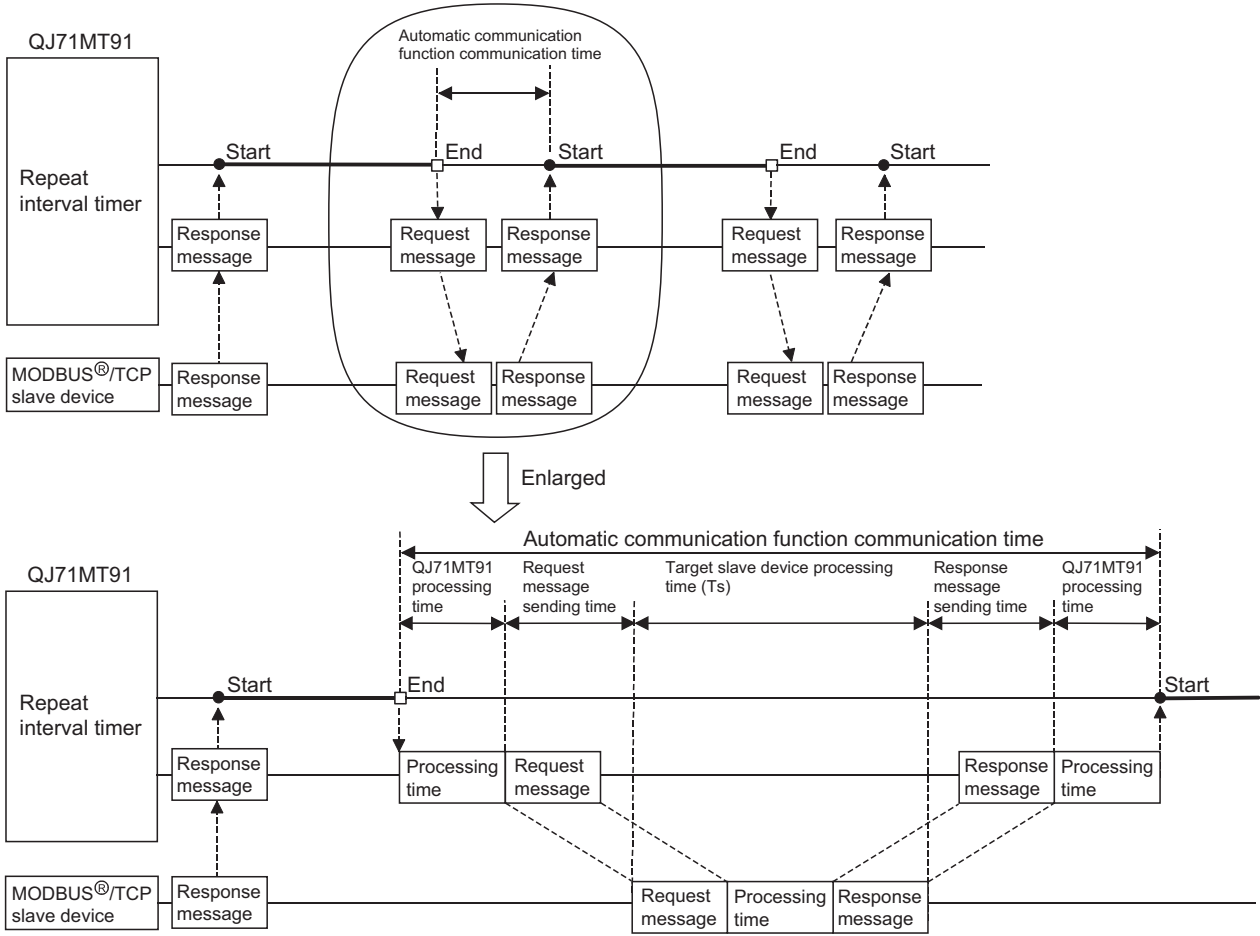 QJ71MT91
Automatic communication
function communication time
Start
End
Start
End
Start
Repeat
interval timer
Response
message
Request
message
Response
message
Request
message
Response
message
MODBUS®/TCP
slave device
Response
message
Request
message
Response
message
Request
message
Response
message
Enlarged
Automatic communication function communication time
QJ71MT91
QJ71MT91
processing
time
Request
message
sending time
Target slave device processing
time (Ts)
Response
message
sending time
QJ71MT91
processing
time
Start
End
Start
Repeat
interval timer
Response
message
Processing
time
Request
message
Response
message
Processing
time
MODBUS®/TCP
slave device
Response
message
Request
message
Processing
time
Response
message